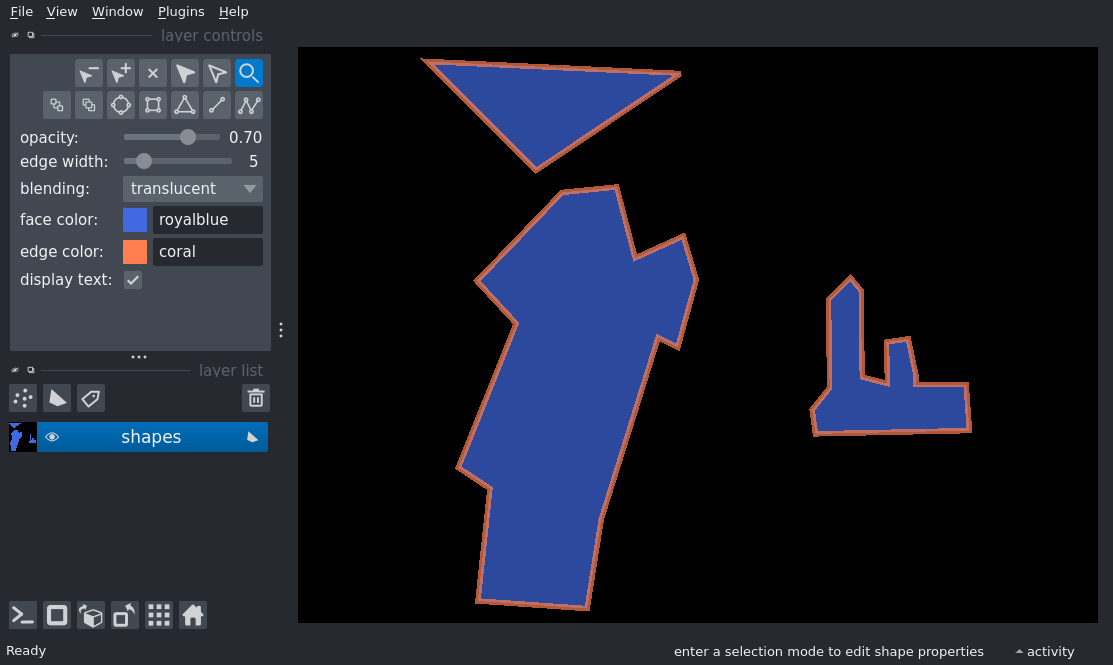 File View Window Plugins Help
layer controls
opacity: 0.70
edge width: 5
blending: translucent
face color: royalblue
edge color: coral
display text:
layer list
shapes
Ready enter a selection mode to edit shape properties activity